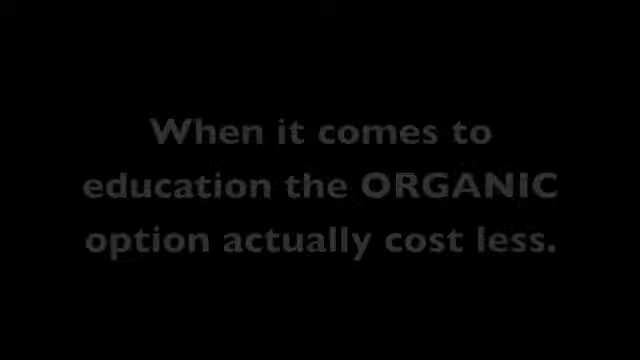 When it comes to
education the ORGANIC
option actually cost less.